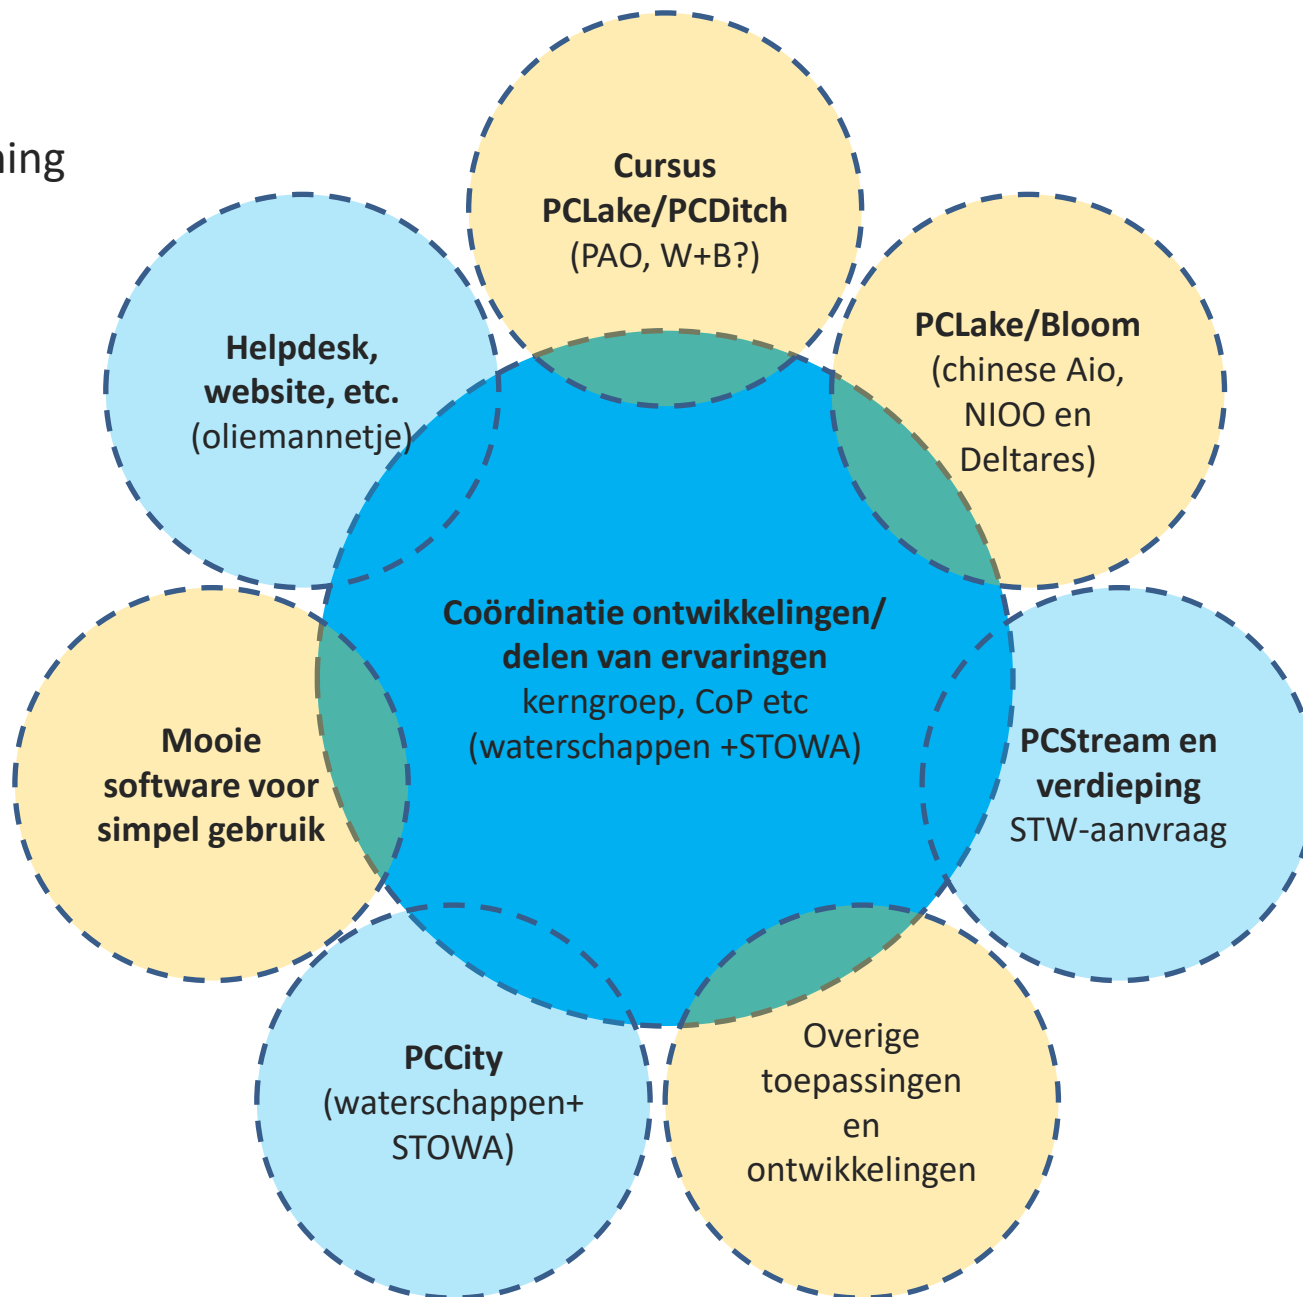 ning
Cursus
PCLake/PCDitch
(PAO, W+B?)
Helpdesk,
website, etc.
(oliemannetje)
PCLake/Bloom
(chinese Aio,
NIOO en
Deltares)
Coördinatie ontwikkelingen/
delen van ervaringen
kerngroep, CoP etc
(waterschappen +STOWA)
Mooie
software voor
simpel gebruik
PCStream en
verdieping
STW-aanvraag
PCCity
(waterschappen+
STOWA)
Overige
toepassingen
en
ontwikkelingen